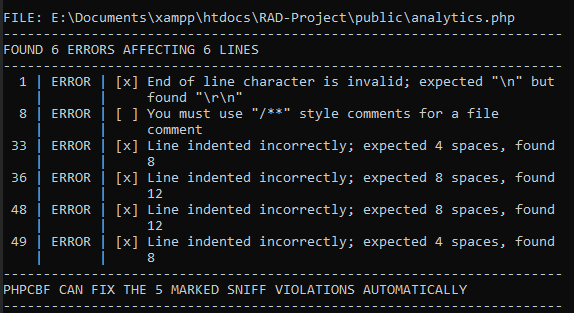 FILE: E:\Documents\xampp\htdocs\RAD-Project\public\analytics.php
----------------------------------------------------------------------
FOUND 6 ERRORS AFFECTING 6 LINES
----------------------------------------------------------------------
  1 | ERROR | [x] End of line character is invalid; expected "\n" but
    |       |     found "\r\n"
  8 | ERROR | [ ] You must use "/**" style comments for a file
    |       |     comment
 33 | ERROR | [x] Line indented incorrectly; expected 4 spaces, found
    |       |     8
 36 | ERROR | [x] Line indented incorrectly; expected 8 spaces, found
    |       |     12
 48 | ERROR | [x] Line indented incorrectly; expected 8 spaces, found
    |       |     12
 49 | ERROR | [x] Line indented incorrectly; expected 4 spaces, found
    |       |     8
----------------------------------------------------------------------
PHPCBF CAN FIX THE 5 MARKED SNIFF VIOLATIONS AUTOMATICALLY
----------------------------------------------------------------------